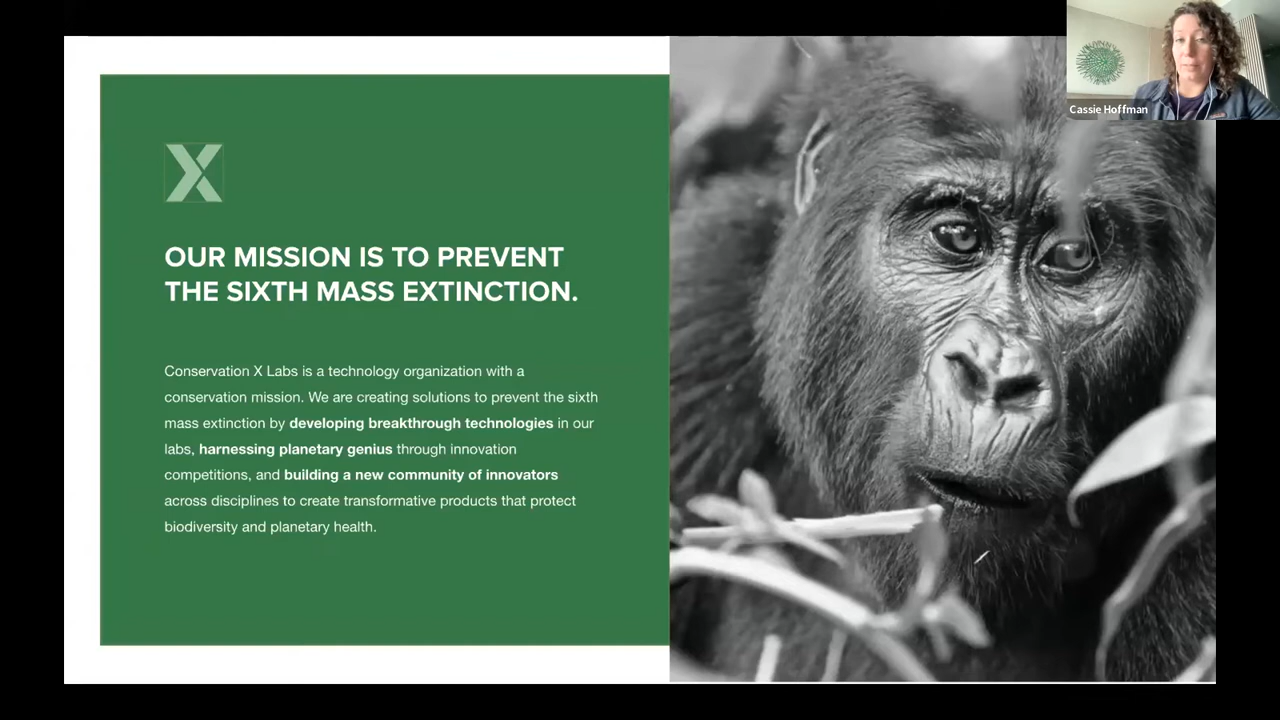 Cassie Hoffman
X
OUR MISSION IS TO PREVENT
THE SIXTH MASS EXTINCTION.
Conservation X Labs is a technology organization with a
conservation mission. We are creating solutions to prevent the sixth
mass extinction by developing breakthrough technologies in our
labs, harnessing planetary genius through innovation
competitions, and building a new community of innovators
across disciplines to create transformative products that protect
biodiversity and planetary health.